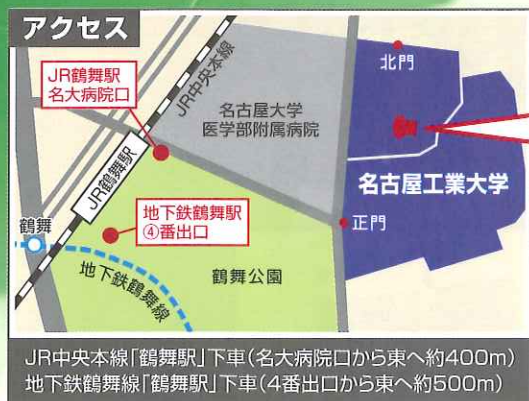 アクセス
JR鶴舞駅
名大病院口
JR中央本線
北門
名古屋大学
医学部附属病院
名古屋工業大学
JR鶴舞駅
地下鉄鶴舞駅
④番出口
正門
鶴舞
地下鉄鶴舞線
鶴舞公園
JR中央本線「鶴舞駅」下車(名大病院口から東へ約400m)
地下鉄鶴舞線「鶴舞駅」下車(4番出口から東へ約500m)